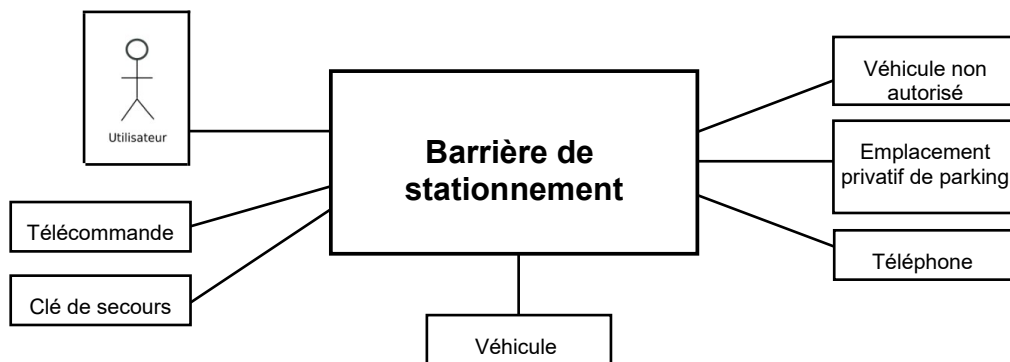 Utilisateur
Télécommande
Clé de secours
Barrière de
stationnement
Véhicule
Véhicule non
autorisé
Emplacement
privatif de parking
Téléphone